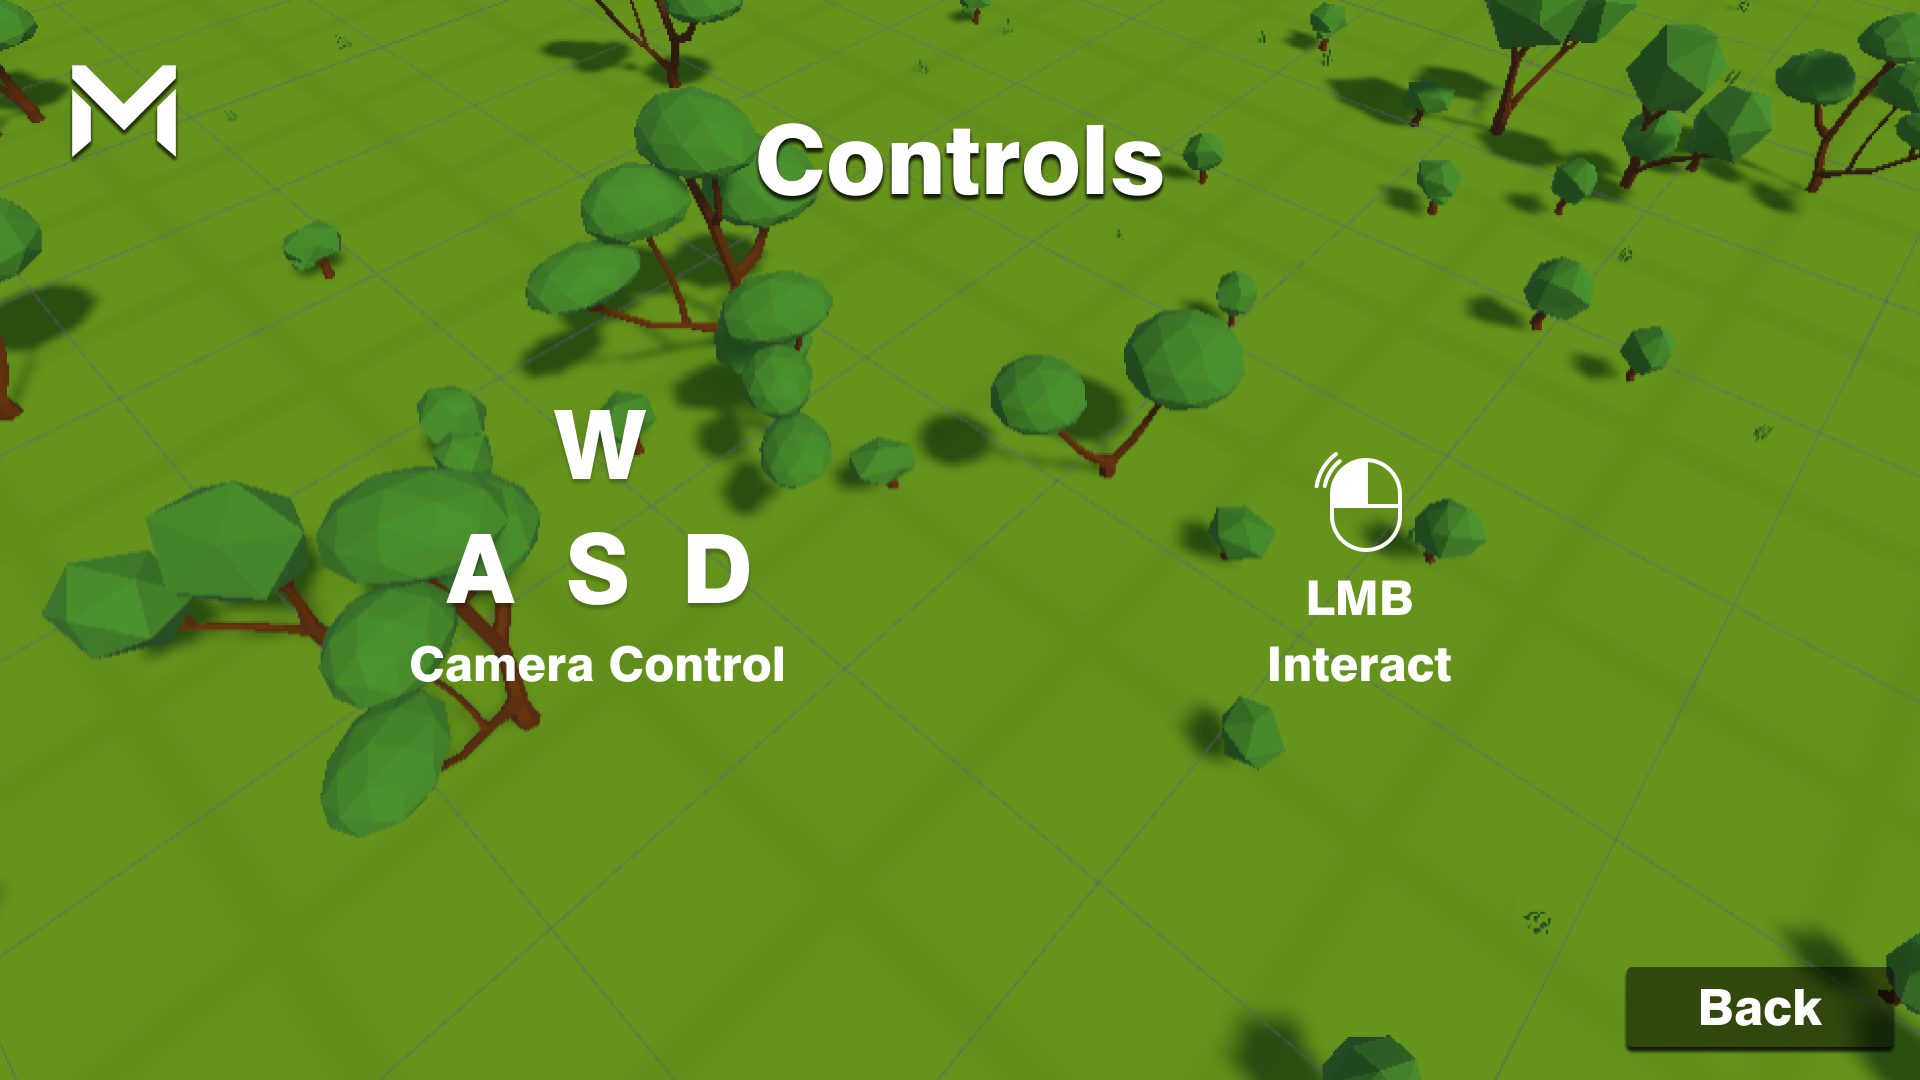 Controls
W
A S D
Camera Control
LMB
Interact
Back